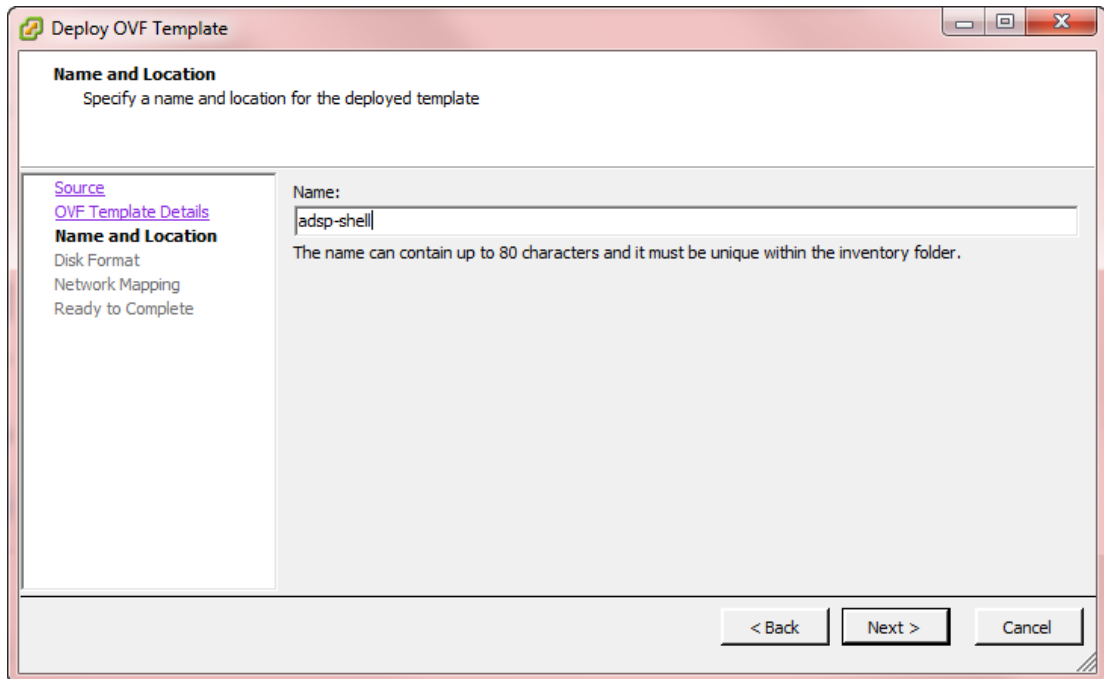 Deploy OVF Template
Name and Location
Specify a name and location for the deployed template
Source
OVF Template Details
Name and Location
Disk Format
Network Mapping
Ready to Complete
Name:
adsp-shell
The name can contain up to 80 characters and it must be unique within the inventory folder.
< Back
Next >
Cancel